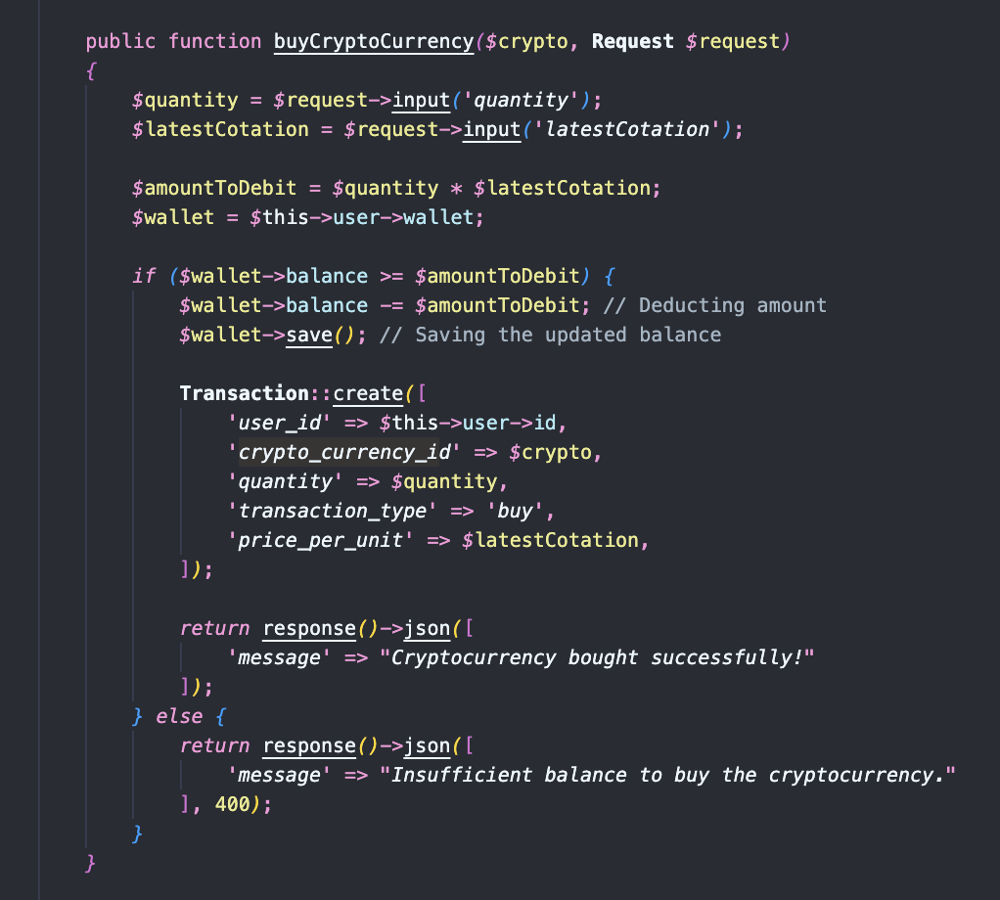 public function buyCryptoCurrency($crypto, Request $request)
{
    $quantity = $request->input('quantity');
    $latestCotation = $request->input('latestCotation');

    $amountToDebit = $quantity * $latestCotation;
    $wallet = $this->user->wallet;

    if ($wallet->balance >= $amountToDebit) {
        $wallet->balance -= $amountToDebit; // Deducting amount
        $wallet->save(); // Saving the updated balance

        Transaction::create([
            'user_id' => $this->user->id,
            'crypto_currency_id' => $crypto,
            'quantity' => $quantity,
            'transaction_type' => 'buy',
            'price_per_unit' => $latestCotation,
        ]);

        return response()->json([
            'message' => "Cryptocurrency bought successfully!"
        ]);
    } else {
        return response()->json([
            'message' => "Insufficient balance to buy the cryptocurrency."
        ], 400);
    }
}